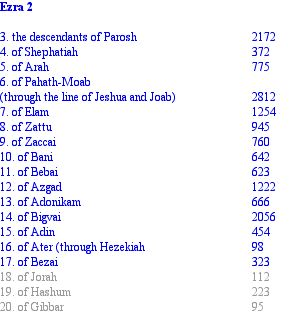 Ezra 2
3. the descendants of Parosh 2172
4. of Shephatiah 372
5. of Arah 775
6. of Pahath-Moab
(through the line of Jeshua and Joab) 2812
7. of Elam 1254
8. of Zattu 945
9. of Zaccai 760
10. of Bani 642
11. of Bebai 623
12. of Azgad 1222
13. of Adonikam 666
14. of Bigvai 2056
15. of Adin 454
16. of Ater (through Hezekiah 98
17. of Bezai 323
18. of Jorah 112
19. of Hashum 223
20. of Gibbar 95